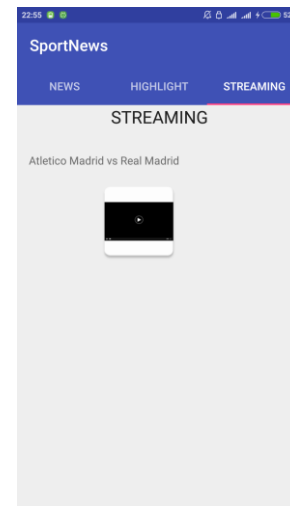 22:55
SportNews
NEWS HIGHLIGHT STREAMING
STREAMING
Atletico Madrid vs Real Madrid